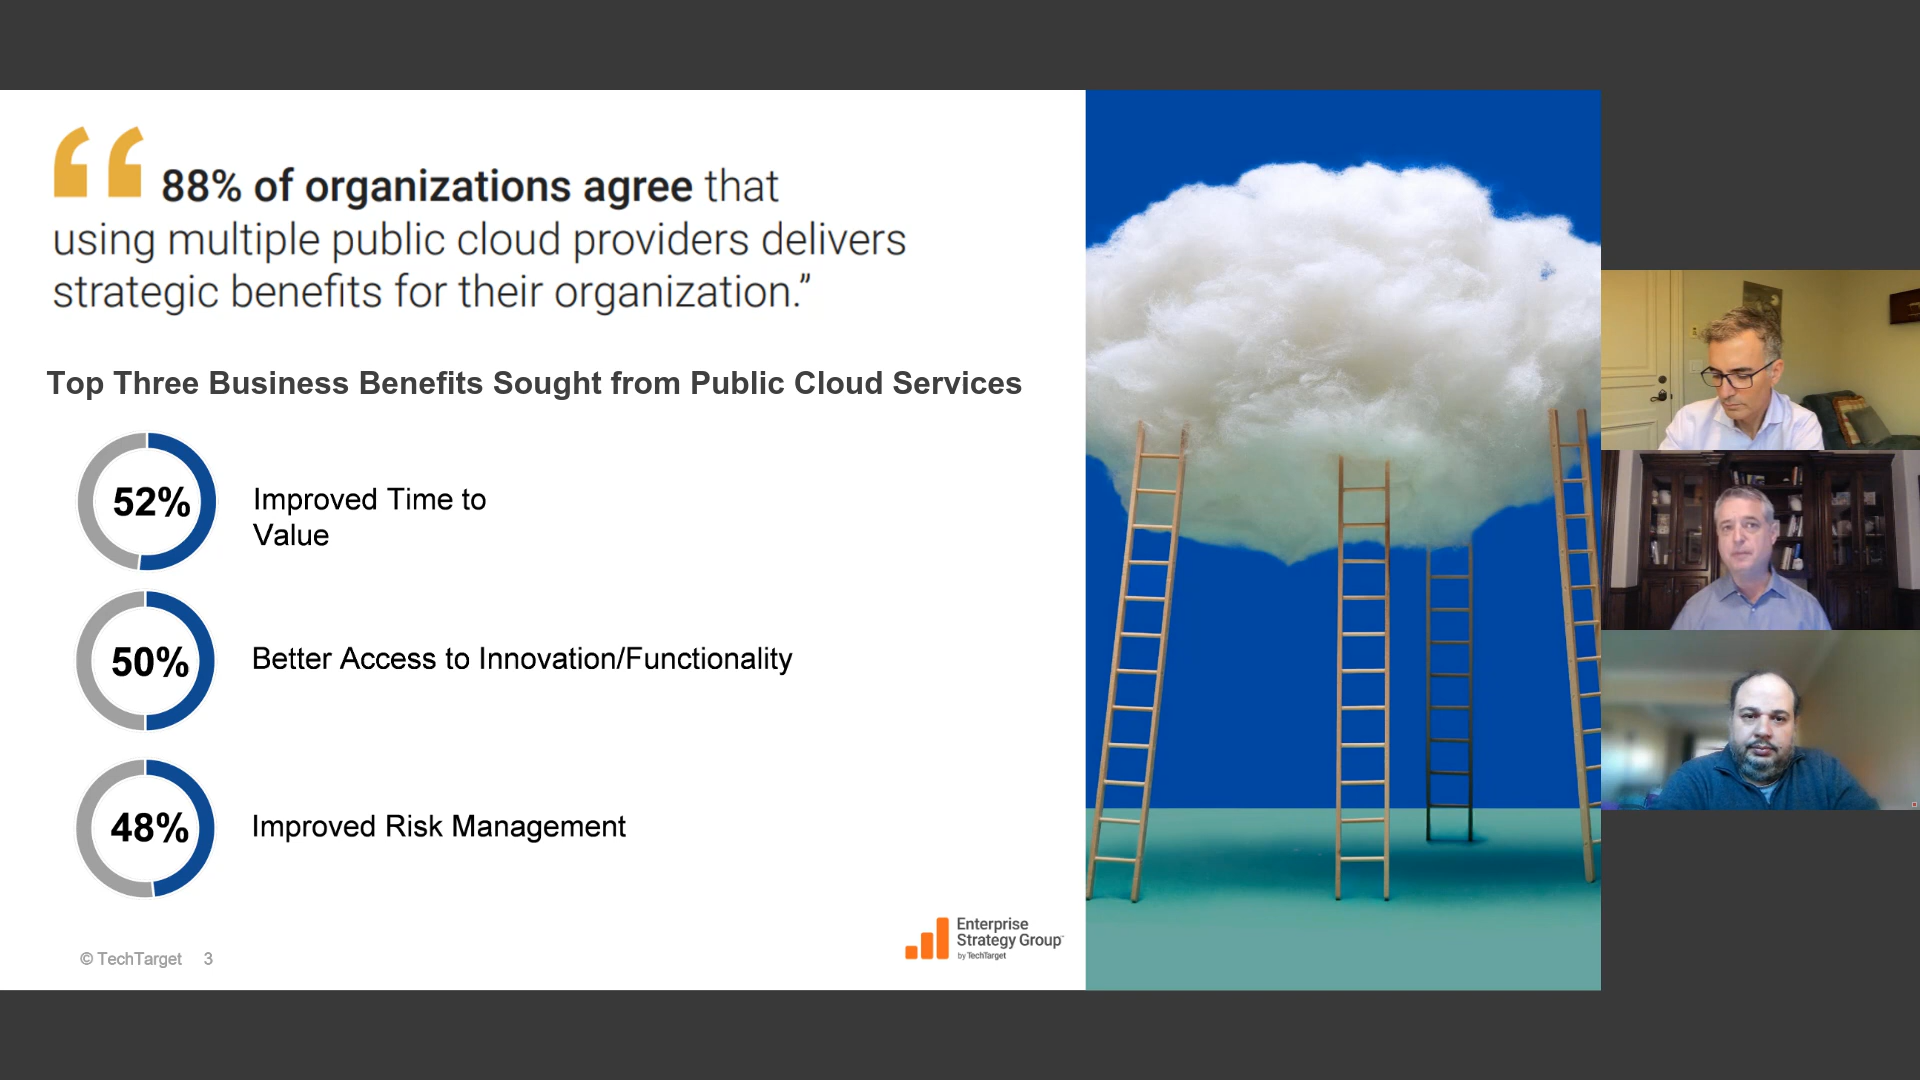 88% of organizations agree that
using multiple public cloud providers delivers
strategic benefits for their organization.”
Top Three Business Benefits Sought from Public Cloud Services
52%
Improved Time to
Value
50%
Better Access to Innovation/Functionality
48%
Improved Risk Management
© TechTarget 3
Enterprise
Strategy Group™
by TechTarget